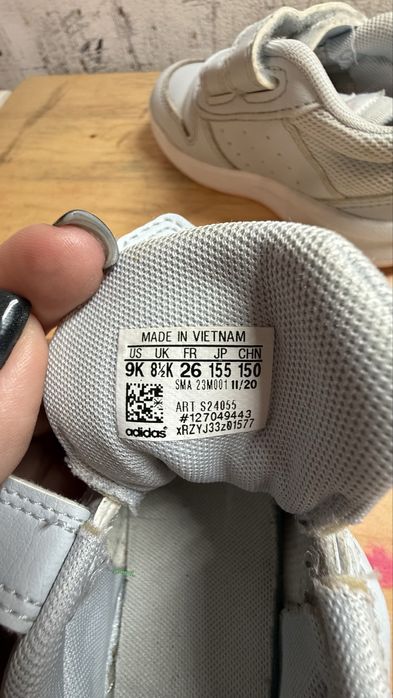 MADE IN VIETNAM
US UK FR JP CHN
9K 8½K 26 155 150
SMA 23M001 11/20
ART S24055
#127049443
adidas xRZYJ33z01577